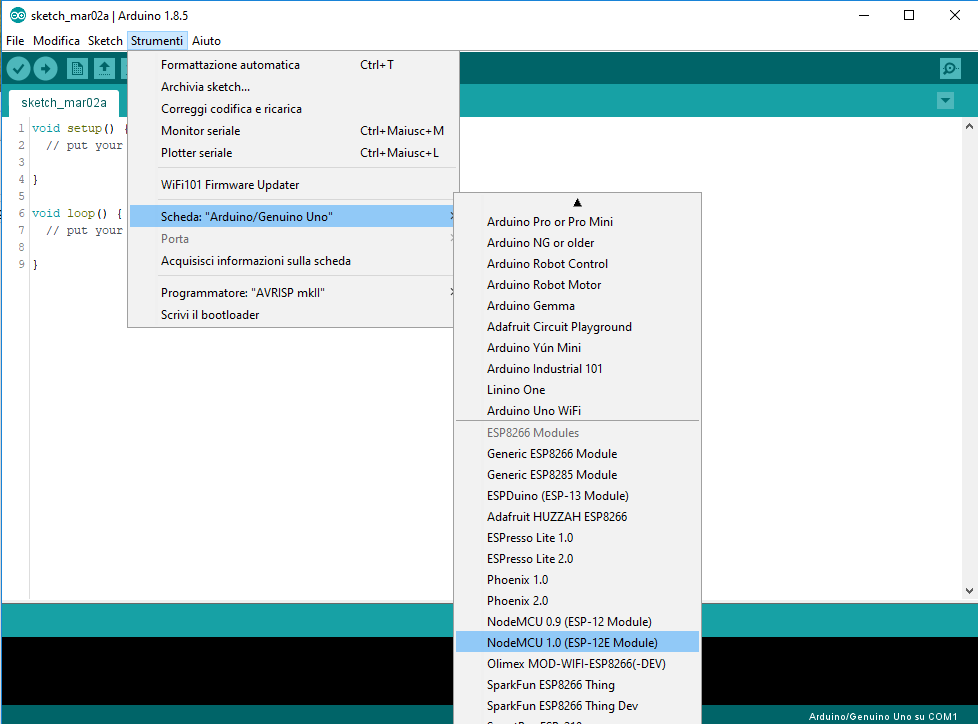 sketch_mar02a | Arduino 1.8.5
File Modifica Sketch Strumenti Aiuto
Formattazione automatica Ctrl+T
Archivia sketch...
Correggi codifica e ricarica
Monitor seriale Ctrl+Maiusc+M
Plotter seriale Ctrl+Maiusc+L
WiFi101 Firmware Updater
Scheda: "Arduino/Genuino Uno"
Porta
Acquisisci informazioni sulla scheda
Programmatore: "AVRISP mkII"
Scrivi il bootloader
sketch_mar02a
1 void setup() {
2 // put your
3
4 }
5
6 void loop() {
7 // put your
8
9 }
Arduino Pro or Pro Mini
Arduino NG or older
Arduino Robot Control
Arduino Robot Motor
Arduino Gemma
Adafruit Circuit Playground
Arduino Yún Mini
Arduino Industrial 101
Linino One
Arduino Uno WiFi
ESP8266 Modules
Generic ESP8266 Module
Generic ESP8285 Module
ESPDuino (ESP-13 Module)
Adafruit HUZZAH ESP8266
ESPresso Lite 1.0
ESPresso Lite 2.0
Phoenix 1.0
Phoenix 2.0
NodeMCU 0.9 (ESP-12 Module)
NodeMCU 1.0 (ESP-12E Module)
Olimex MOD-WIFI-ESP8266(-DEV)
SparkFun ESP8266 Thing
SparkFun ESP8266 Thing Dev
Arduino/Genuino Uno su COM1